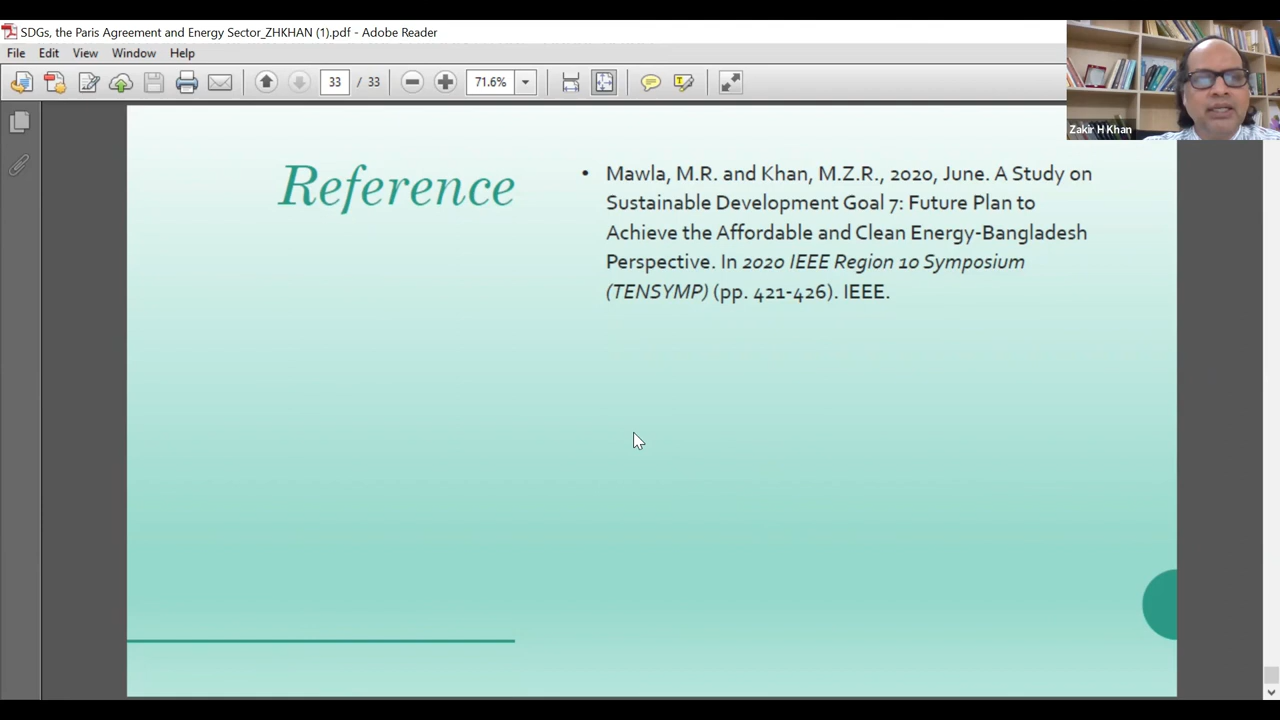 SDGs, the Paris Agreement and Energy Sector_ZHKHAN (1).pdf - Adobe Reader
File Edit View Window Help
33 / 33 71.6%
Zakir H Khan
Reference
• Mawla, M.R. and Khan, M.Z.R., 2020, June. A Study on
Sustainable Development Goal 7: Future Plan to
Achieve the Affordable and Clean Energy-Bangladesh
Perspective. In 2020 IEEE Region 10 Symposium
(TENSYMP) (pp. 421-426). IEEE.